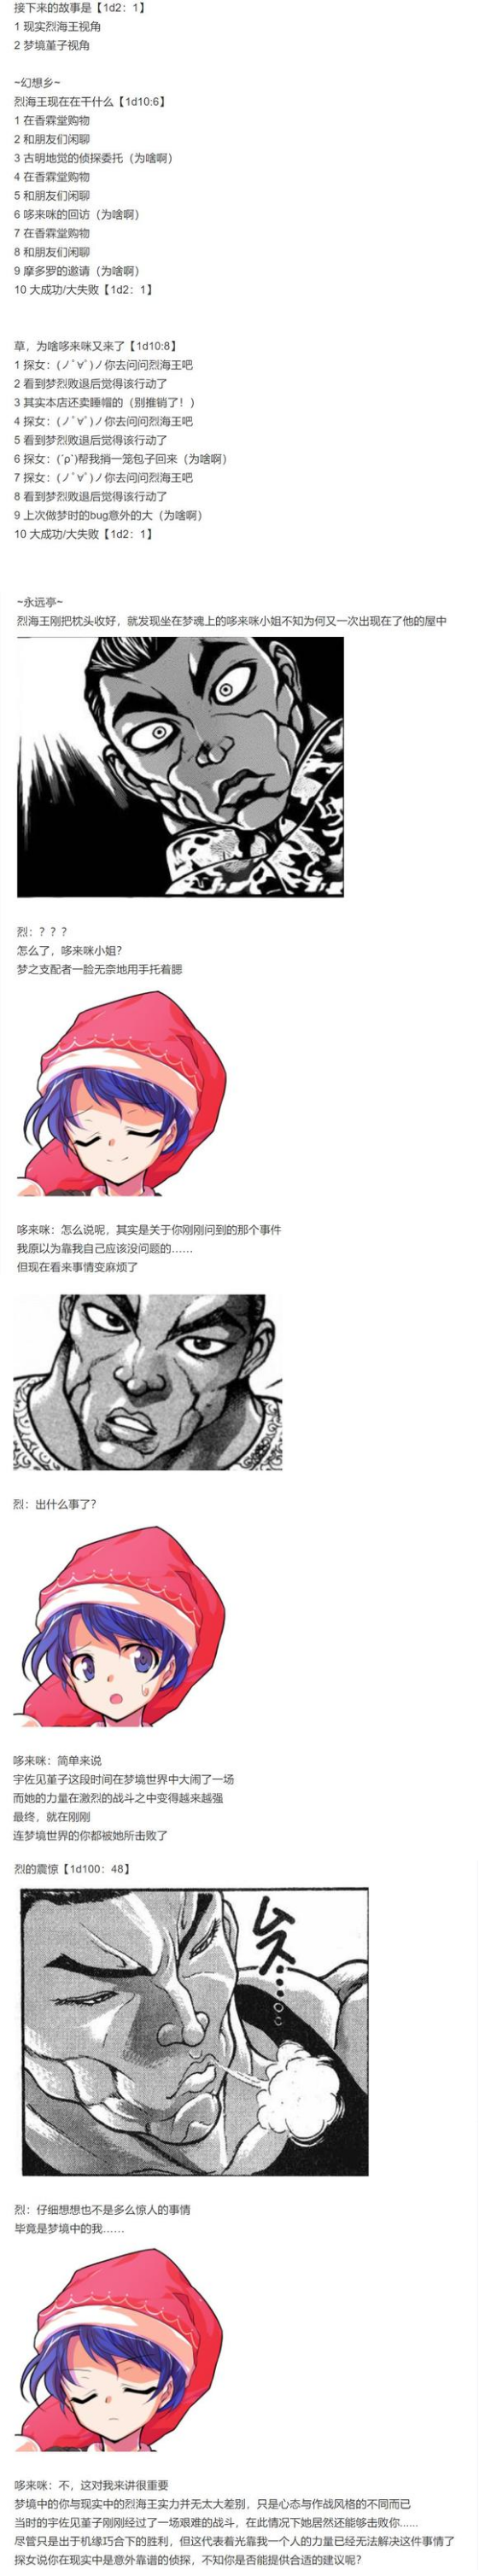 接下来的故事是【1d2：1】
1 现实烈海王视角
2 梦境堇子视角
~幻想乡~
烈海王现在在干什么【1d10:6】
1 在香霖堂购物
2 和朋友们闲聊
3 古明地觉的侦探委托（为啥啊）
4 在香霖堂购物
5 和朋友们闲聊
6 哆来咪的回访（为啥啊）
7 在香霖堂购物
8 和朋友们闲聊
9 摩多罗的邀请（为啥啊）
10 大成功/大失败【1d2：1】
草，为啥哆来咪又来了【1d10:8】
1 探女：(ノﾟ∀ﾟ)ノ你去问问烈海王吧
2 看到梦烈败退后觉得该行动了
3 其实本店还卖睡帽的（别推销了！）
4 探女：(ノﾟ∀ﾟ)ノ你去问问烈海王吧
5 看到梦烈败退后觉得该行动了
6 探女：(´ρ`)帮我捎一笼包子回来（为啥啊）
7 探女：(ノﾟ∀ﾟ)ノ你去问问烈海王吧
8 看到梦烈败退后觉得该行动了
9 上次做梦时的bug意外的大（为啥啊）
10 大成功/大失败【1d2：1】
~永远亭~
烈海王刚把枕头收好，就发现坐在梦魂上的哆来咪小姐不知为何又一次出现在了他的屋中
烈：？？？
怎么了，哆来咪小姐?
梦之支配者一脸无奈地用手托着腮
哆来咪：怎么说呢，其实是关于你刚刚问到的那个事件
我原以为靠我自己应该没问题的……
但现在看来事情变麻烦了
烈：出什么事了？
哆来咪：简单来说
宇佐见堇子这段时间在梦境世界中大闹了一场
而她的力量在激烈的战斗之中变得越来越强
最终，就在刚刚
连梦境世界的你都被她所击败了
烈的震惊【1d100：48】
ムス…
烈：仔细想想也不是多么惊人的事情
毕竟是梦境中的我……
哆来咪：不，这对我来讲很重要
梦境中的你与现实中的烈海王实力并无太大差别，只是心态与作战风格的不同而已
当时的宇佐见堇子刚刚经过了一场艰难的战斗，在此情况下她居然还能够击败你......
尽管只是出于机缘巧合下的胜利，但这代表着光靠我一个人的力量已经无法解决这件事情了
探女说你在现实中是意外靠谱的侦探，不知你是否能提供合适的建议呢?